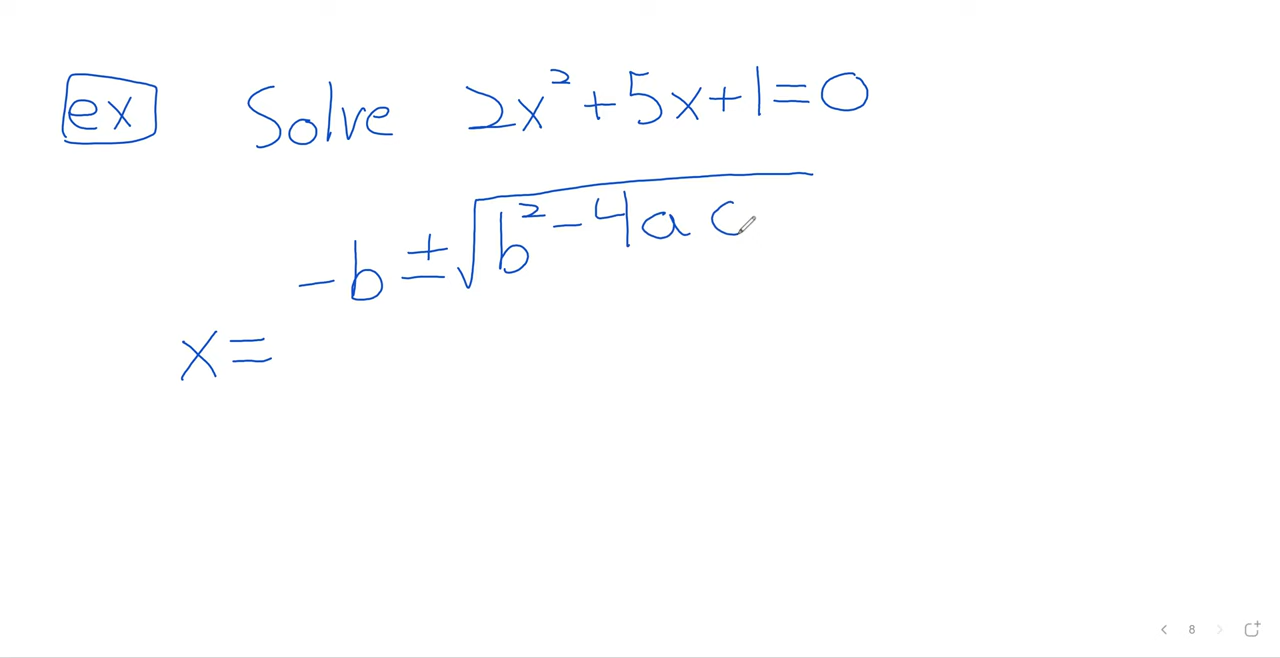 ex Solve 2x² + 5x + 1 = 0
-b ± √(b² - 4ac
x =
8